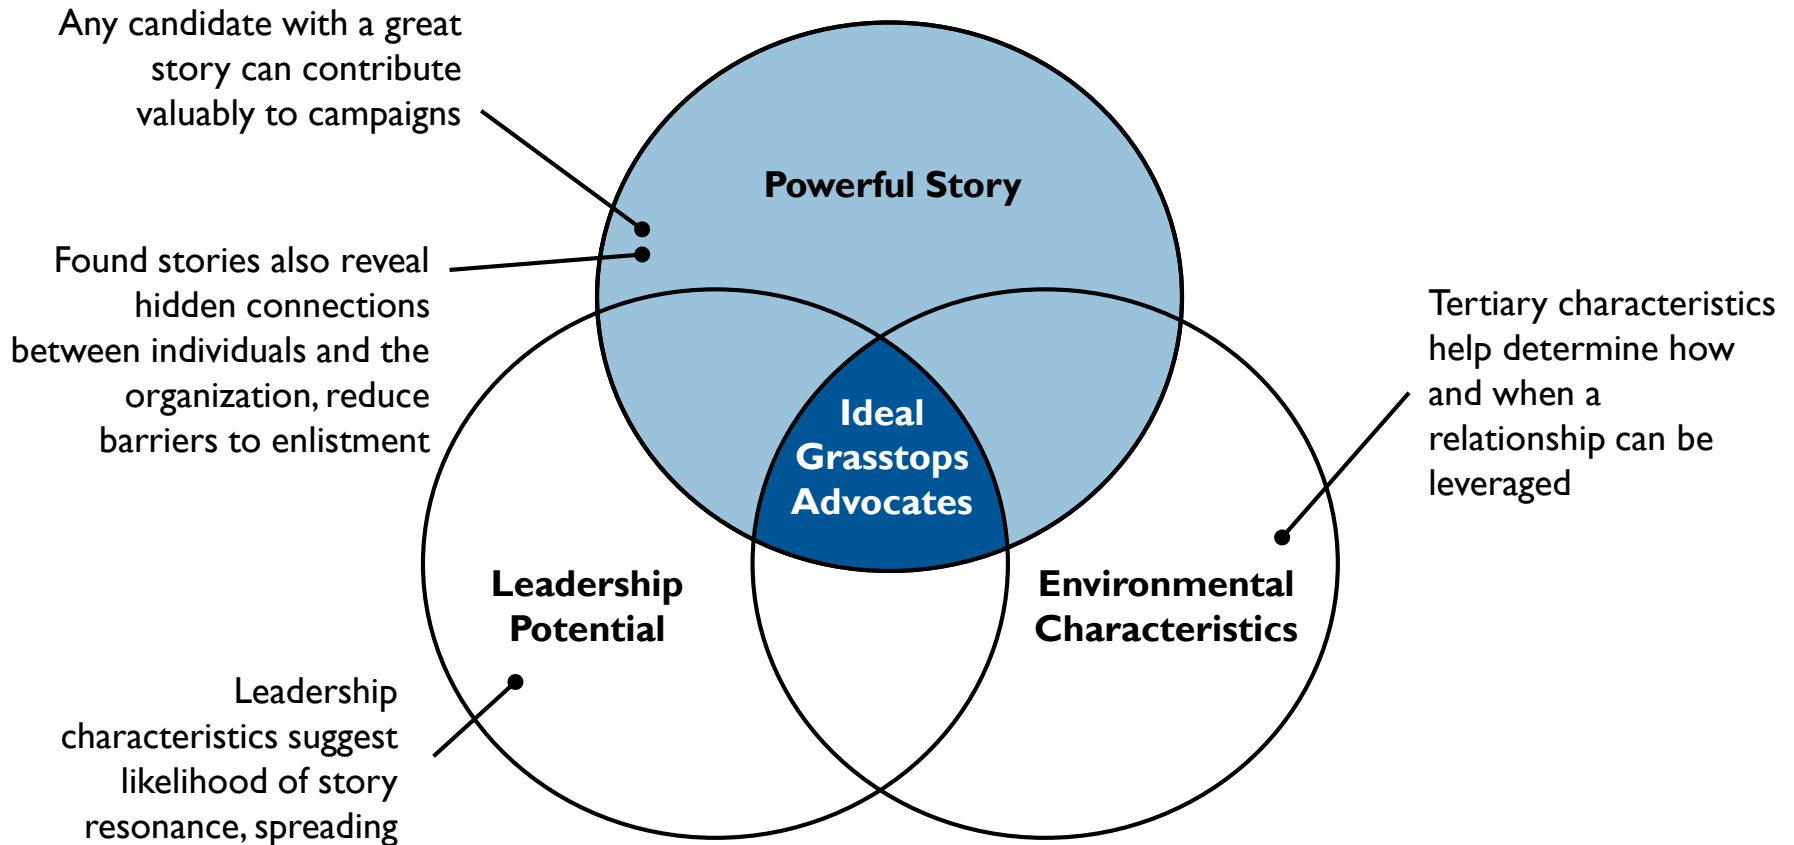 Any candidate with a great
story can contribute
valuably to campaigns
Powerful Story
Found stories also reveal
hidden connections
between individuals and the
organization, reduce
barriers to enlistment
Tertiary characteristics
help determine how
and when a
relationship can be
leveraged
Ideal
Grasstops
Advocates
Leadership
Potential
Environmental
Characteristics
Leadership
characteristics suggest
likelihood of story
resonance, spreading